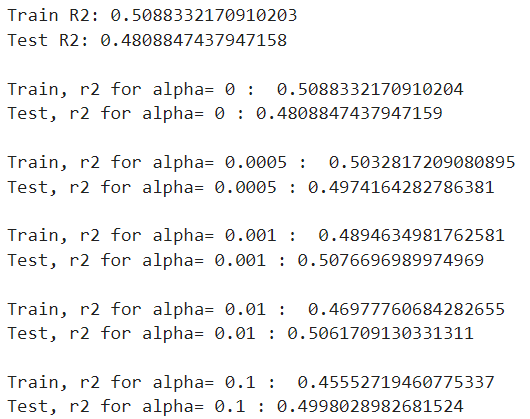 Train R2: 0.5088332170910203
Test R2: 0.4808847437947158
Train, r2 for alpha= 0 :  0.5088332170910204
Test, r2 for alpha= 0 : 0.4808847437947159
Train, r2 for alpha= 0.0005 :  0.5032817209080895
Test, r2 for alpha= 0.0005 : 0.4974164282786381
Train, r2 for alpha= 0.001 :  0.4894634981762581
Test, r2 for alpha= 0.001 : 0.5076696989974969
Train, r2 for alpha= 0.01 :  0.46977760684282655
Test, r2 for alpha= 0.01 : 0.5061709130331311
Train, r2 for alpha= 0.1 :  0.45552719460775337
Test, r2 for alpha= 0.1 : 0.4998028982681524